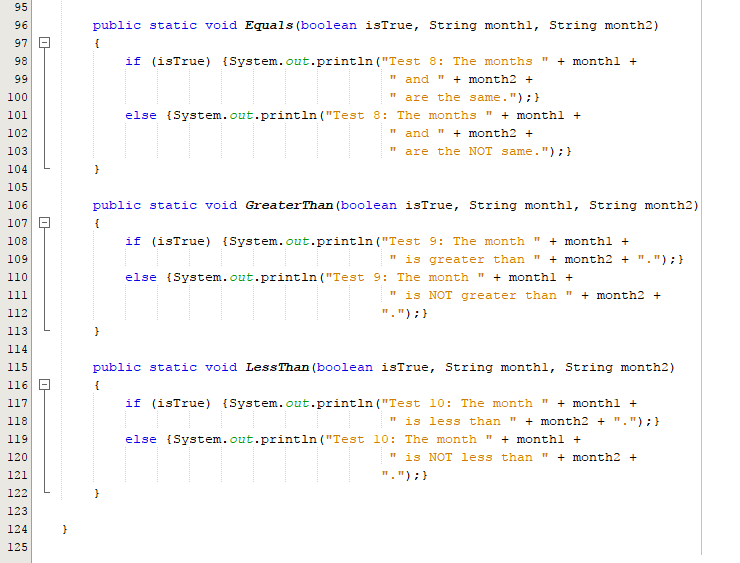 95
96 public static void Equals(boolean isTrue, String month1, String month2)
97 {
98 if (isTrue) {System.out.println("Test 8: The months " + month1 +
99 " and " + month2 +
100 " are the same.");}
101 else {System.out.println("Test 8: The months " + month1 +
102 " and " + month2 +
103 " are the NOT same.");}
104 }
105
106 public static void GreaterThan(boolean isTrue, String month1, String month2)
107 {
108 if (isTrue) {System.out.println("Test 9: The month " + month1 +
109 " is greater than " + month2 + ".");}
110 else {System.out.println("Test 9: The month " + month1 +
111 " is NOT greater than " + month2 +
112 ".");}
113 }
114
115 public static void LessThan(boolean isTrue, String month1, String month2)
116 {
117 if (isTrue) {System.out.println("Test 10: The month " + month1 +
118 " is less than " + month2 + ".");}
119 else {System.out.println("Test 10: The month " + month1 +
120 " is NOT less than " + month2 +
121 ".");}
122 }
123
124 }
125